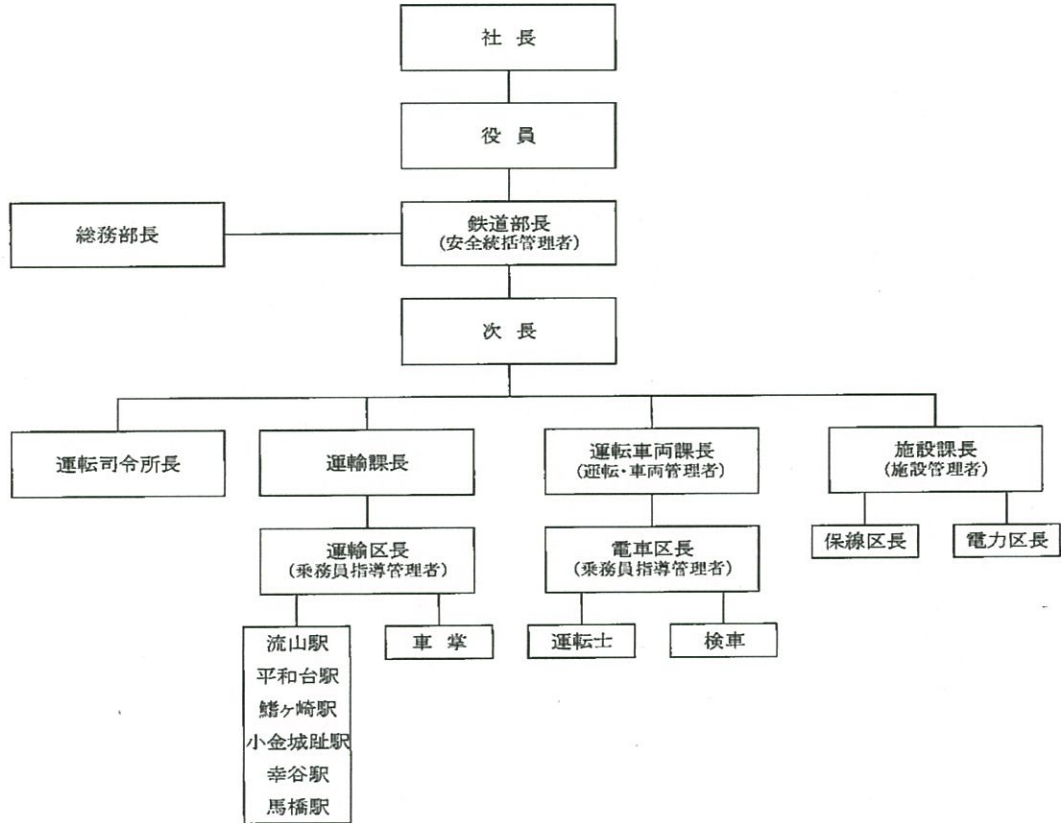 社 長
役 員
総務部長
鉄道部長
(安全統括管理者)
次 長
運転司令所長
運輸課長
運転車両課長
(運転・車両管理者)
施設課長
(施設管理者)
運輸区長
(乗務員指導管理者)
電車区長
(乗務員指導管理者)
保線区長
電力区長
流山駅
平和台駅
鰭ヶ崎駅
小金城趾駅
幸谷駅
馬橋駅
車 掌
運転士
検車